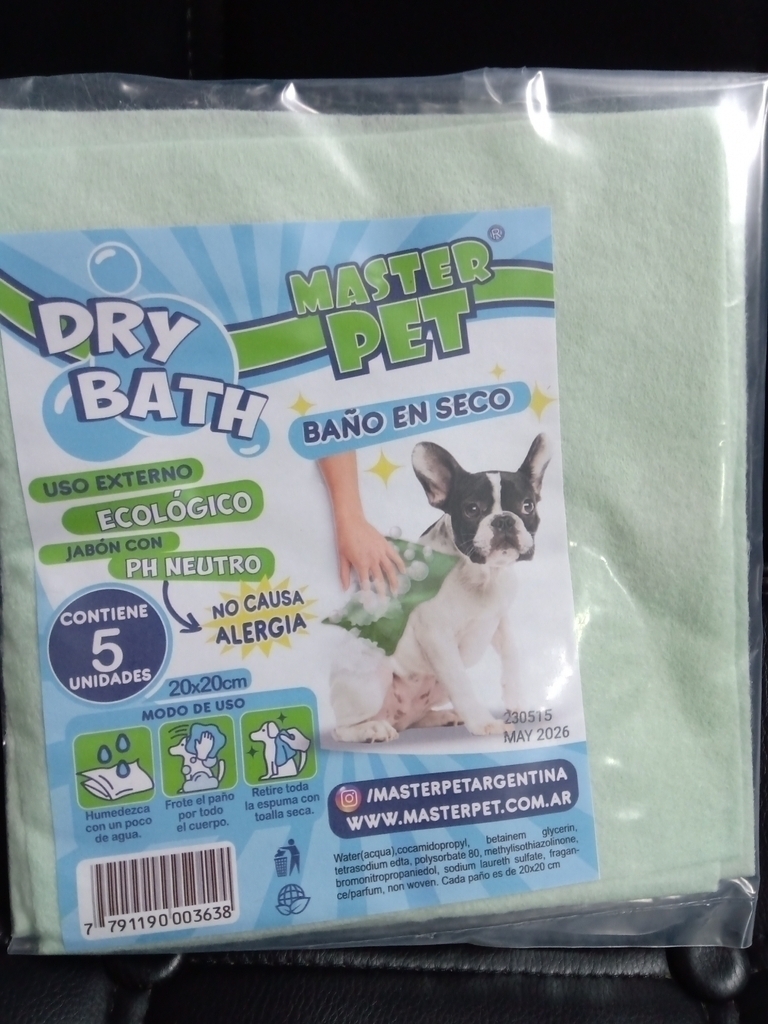 DRY
BATH
MASTER ®
PET
BAÑO EN SECO
USO EXTERNO
ECOLÓGICO
JABÓN CON
PH NEUTRO
NO CAUSA
ALERGIA
CONTIENE
5
UNIDADES
20x20cm
MODO DE USO
Humedezca
con un poco
de agua.
Frote el paño
por todo
el cuerpo.
Retire toda
la espuma con
toalla seca.
230515
MAY 2026
/MASTERPETARGENTINA
WWW.MASTERPET.COM.AR
Water(acqua),cocamidopropyl, betainem glycerin,
tetrasodium edta, polysorbate 80, methylisothiazolinone,
bromonitropropaniedol, sodium laureth sulfate, fragan-
ce/parfum, non woven. Cada paño es de 20x20 cm
7 791190 003638